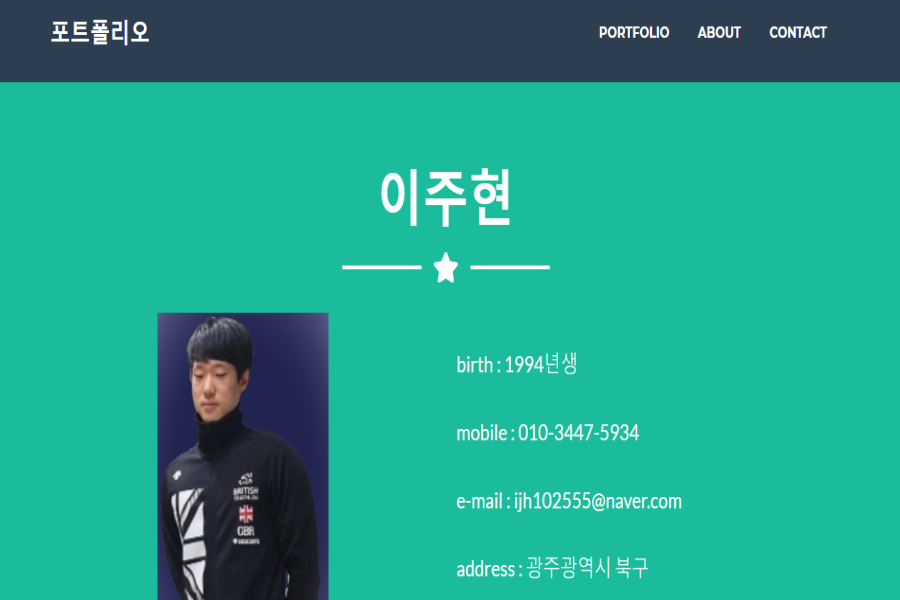 포트폴리오
PORTFOLIO ABOUT CONTACT
이주현
birth : 1994년생
mobile : 010-3447-5934
e-mail : ijh102555@naver.com
address : 광주광역시 북구
BRITISH
GBR